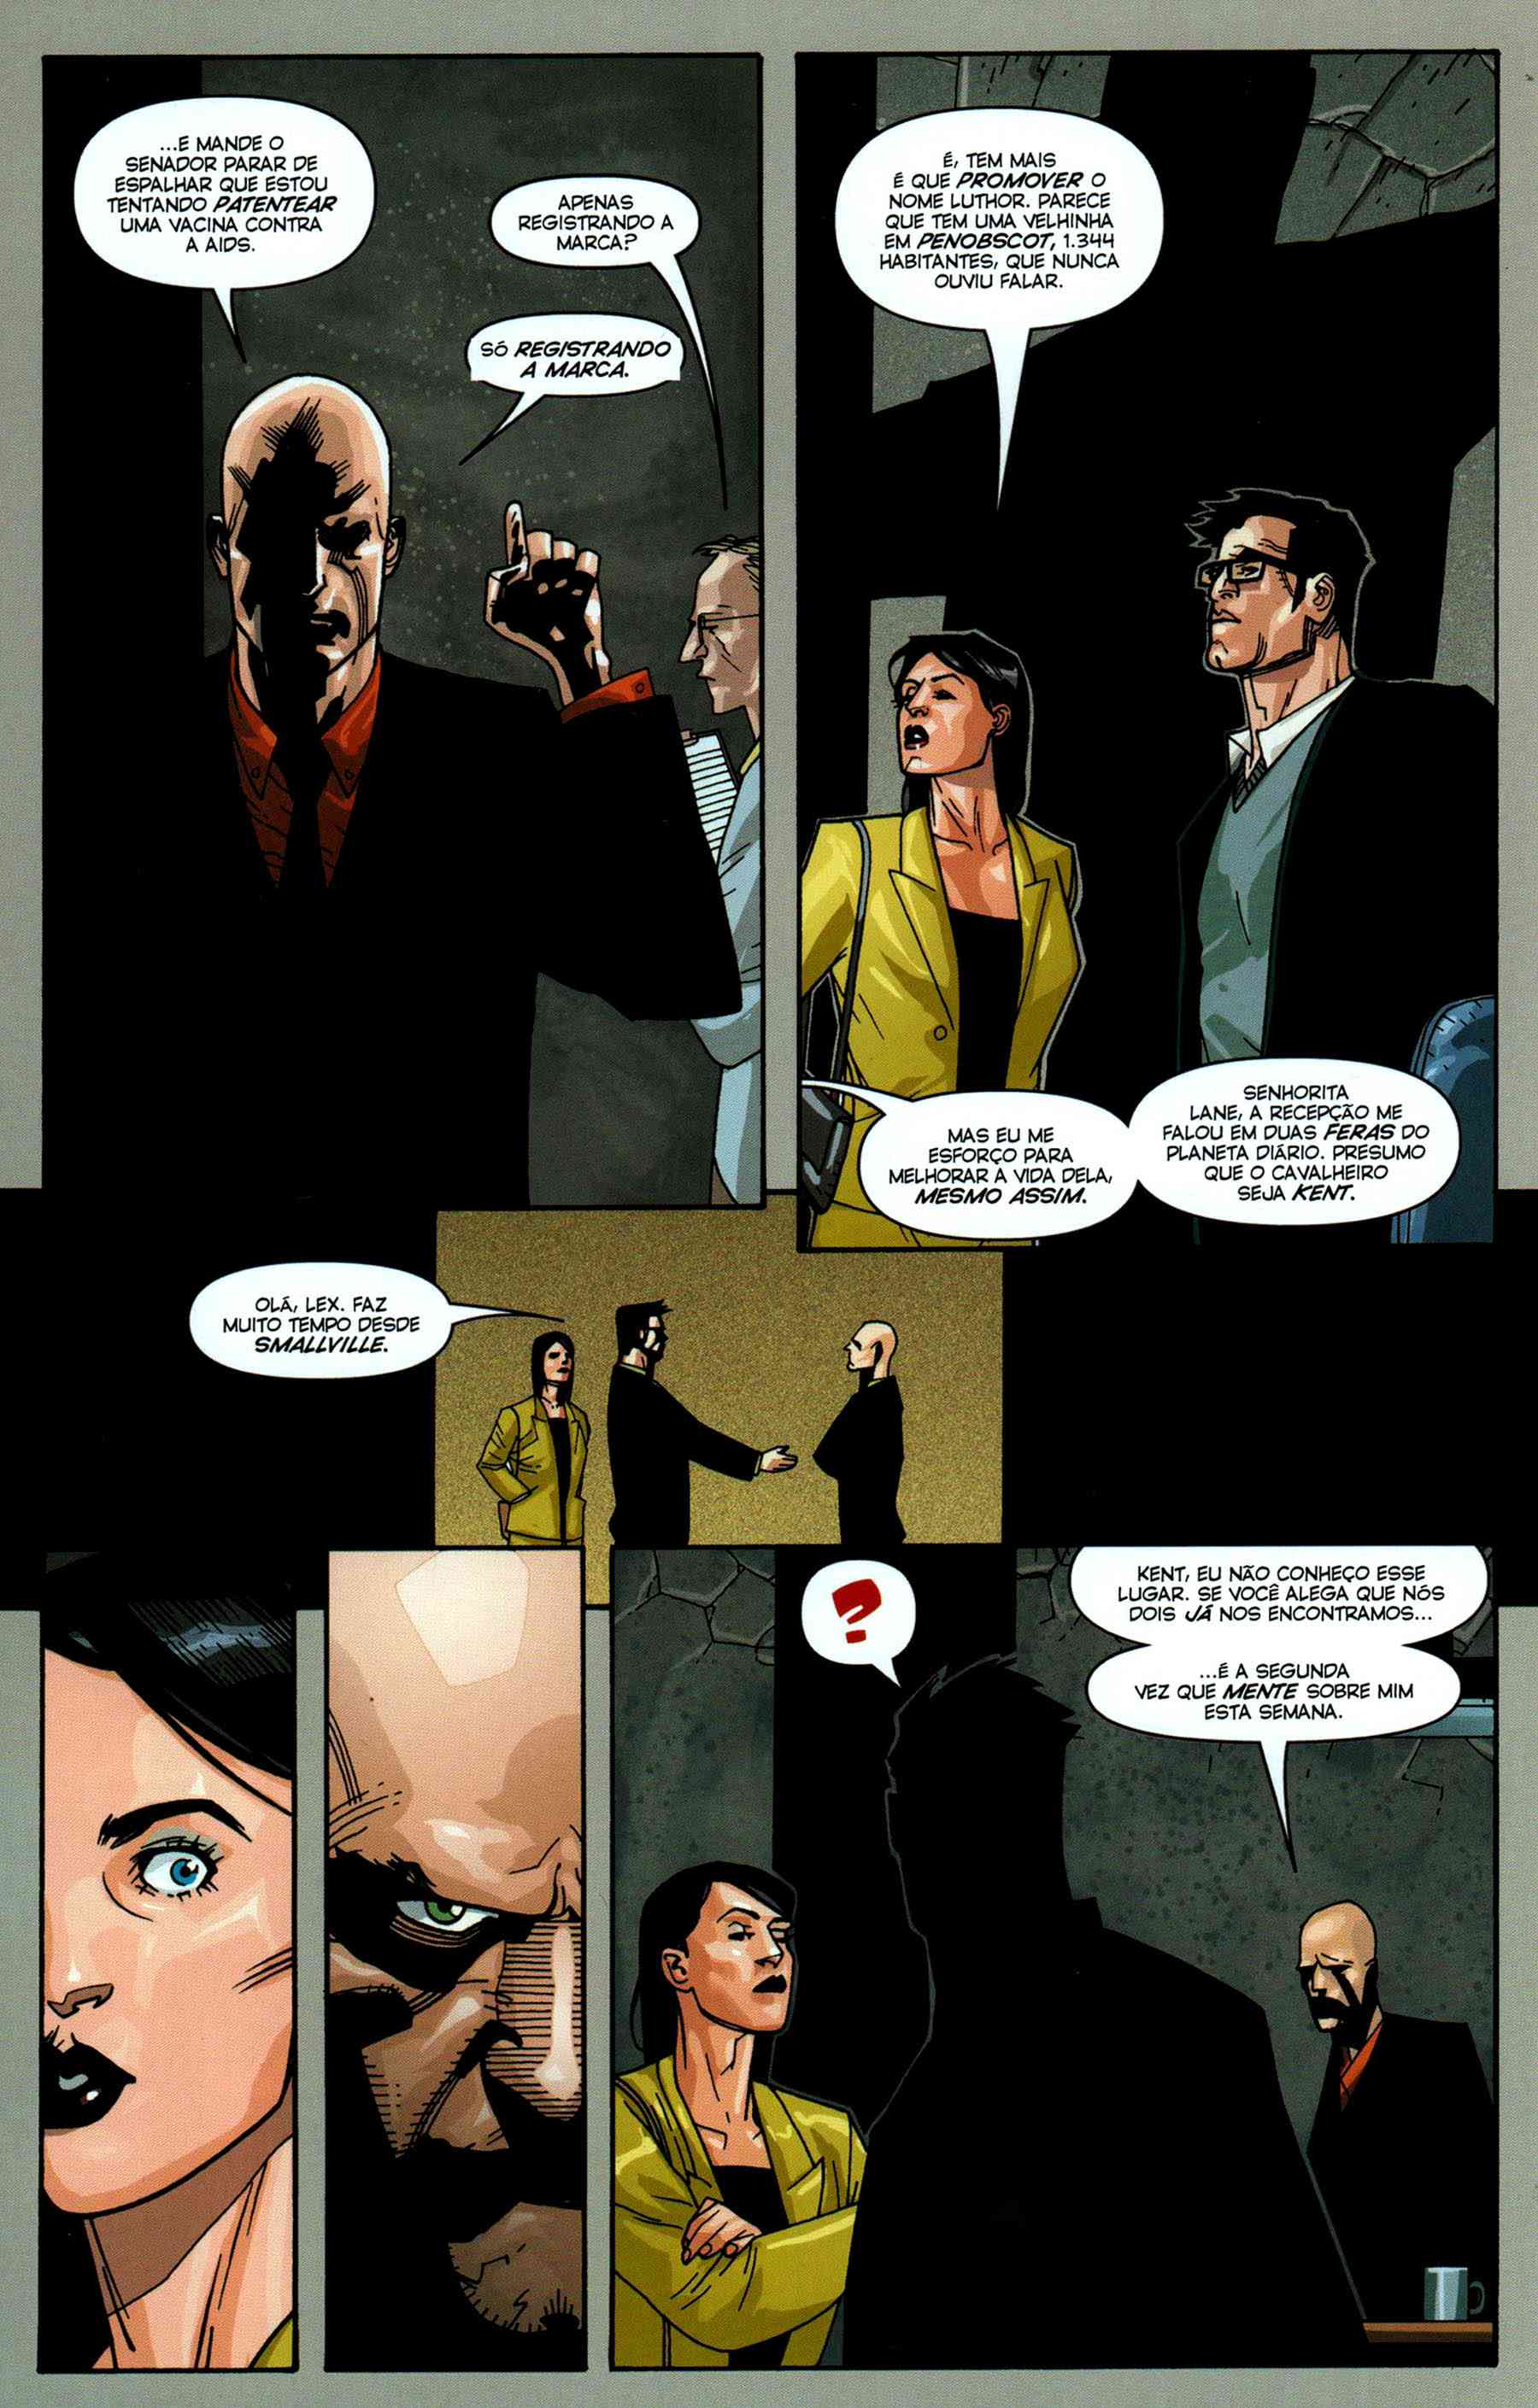 ...E MANDE O
SENADOR PARAR DE
ESPALHAR QUE ESTOU
TENTANDO PATENTEAR
UMA VACINA CONTRA
A AIDS.
APENAS
REGISTRANDO A
MARCA?
SÓ REGISTRANDO
A MARCA.
É, TEM MAIS
É QUE PROMOVER O
NOME LUTHOR. PARECE
QUE TEM UMA VELHINHA
EM PENOBSCOT, 1.344
HABITANTES, QUE NUNCA
OUVIU FALAR.
MAS EU ME
ESFORÇO PARA
MELHORAR A VIDA DELA,
MESMO ASSIM.
SENHORITA
LANE, A RECEPÇÃO ME
FALOU EM DUAS FERAS DO
PLANETA DIÁRIO. PRESUMO
QUE O CAVALHEIRO
SEJA KENT.
OLÁ, LEX. FAZ
MUITO TEMPO DESDE
SMALLVILLE.
?
KENT, EU NÃO CONHEÇO ESSE
LUGAR. SE VOCÊ ALEGA QUE NÓS
DOIS JÁ NOS ENCONTRAMOS...
...É A SEGUNDA
VEZ QUE MENTE SOBRE MIM
ESTA SEMANA.